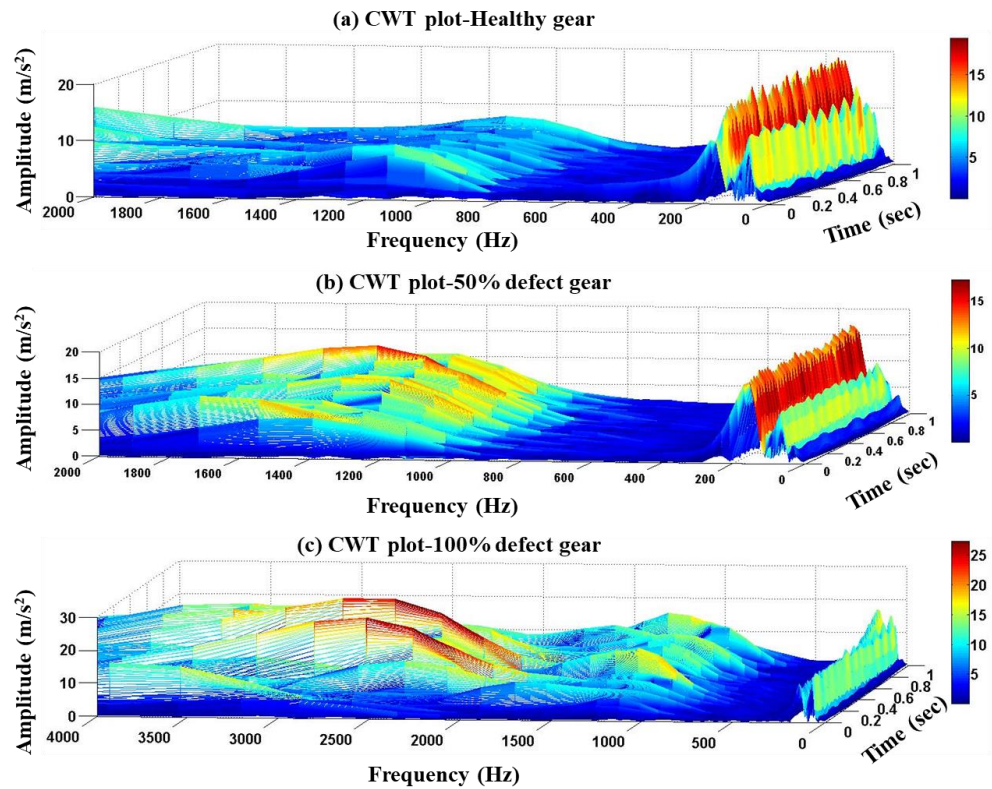 (a) CWT plot-Healthy gear
Amplitude (m/s²)
20
10
0
2000 1800 1600 1400 1200 1000 800 600 400 200 0
0 0.2 0.4 0.6 0.8 1
Frequency (Hz)
Time (sec)
15
10
5
(b) CWT plot-50% defect gear
Amplitude (m/s²)
20
15
10
5
0
2000 1800 1600 1400 1200 1000 800 600 400 200 0
0 0.2 0.4 0.6 0.8 1
Frequency (Hz)
Time (sec)
15
10
5
(c) CWT plot-100% defect gear
Amplitude (m/s²)
30
20
10
0
4000 3500 3000 2500 2000 1500 1000 500 0
0 0.2 0.4 0.6 0.8 1
Frequency (Hz)
Time (sec)
25
20
15
10
5